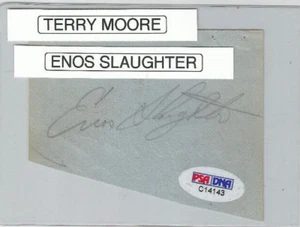 TERRY MOORE
ENOS SLAUGHTER
Enos Slaughter
PSA DNA
C14143